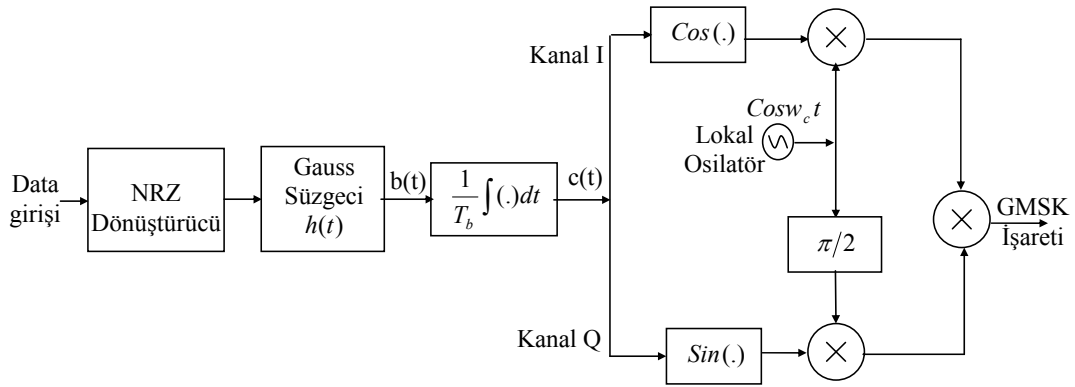 Data
girişi
NRZ
Dönüştürücü
Gauss
Süzgeci
h(t)
b(t)
1/T_b ∫(.)dt
c(t)
Kanal I
Cos(.)
×
Cosw_c t
Lokal
Osilatör
π/2
Kanal Q
Sin(.)
×
×
GMSK
İşareti